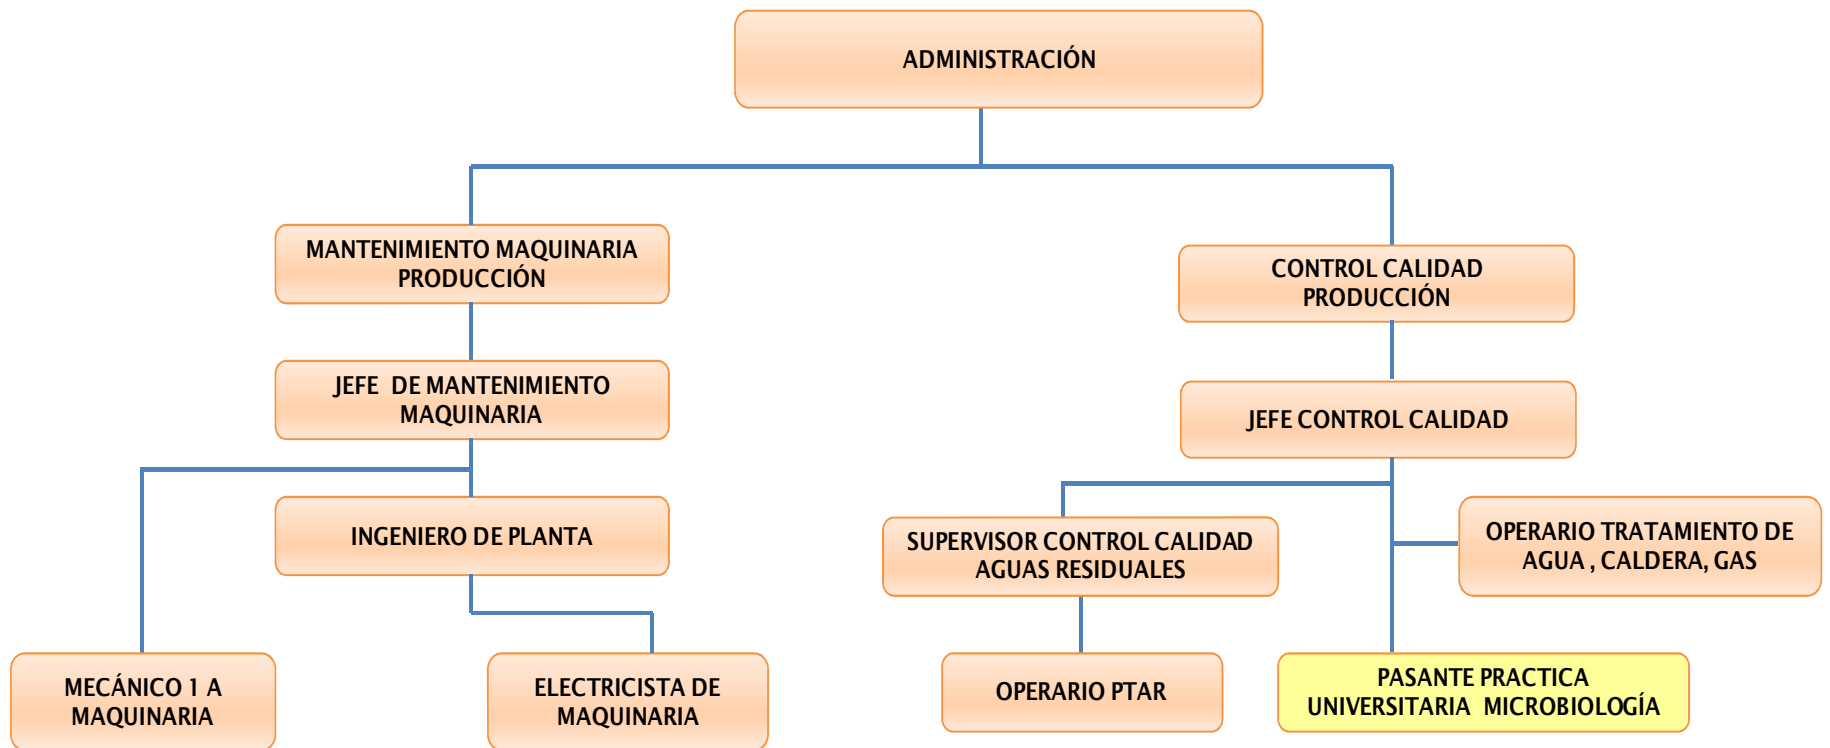 ADMINISTRACIÓN
MANTENIMIENTO MAQUINARIA
PRODUCCIÓN
CONTROL CALIDAD
PRODUCCIÓN
JEFE DE MANTENIMIENTO
MAQUINARIA
JEFE CONTROL CALIDAD
INGENIERO DE PLANTA
SUPERVISOR CONTROL CALIDAD
AGUAS RESIDUALES
OPERARIO TRATAMIENTO DE
AGUA , CALDERA, GAS
MECÁNICO 1 A
MAQUINARIA
ELECTRICISTA DE
MAQUINARIA
OPERARIO PTAR
PASANTE PRACTICA
UNIVERSITARIA MICROBIOLOGÍA